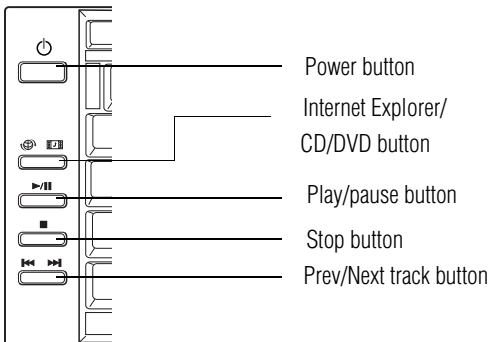 Power button
Internet Explorer/
CD/DVD button
Play/pause button
Stop button
Prev/Next track button